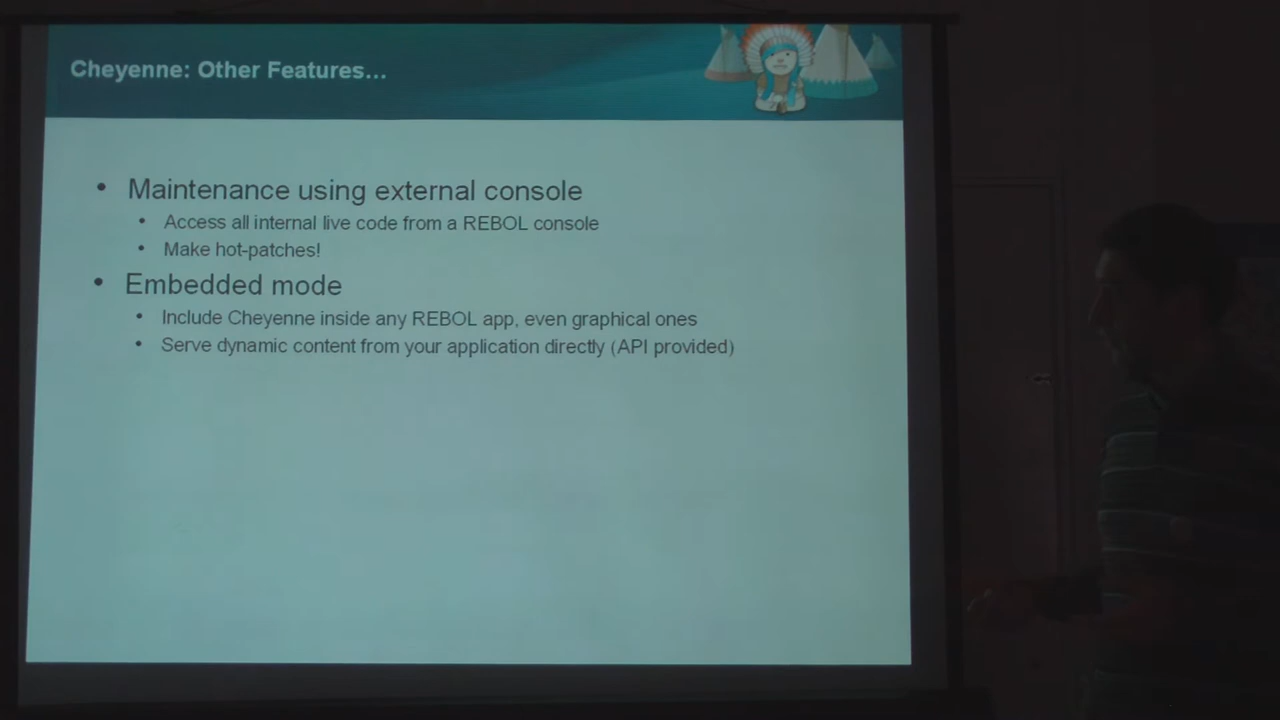 Cheyenne: Other Features...
• Maintenance using external console
• Access all internal live code from a REBOL console
• Make hot-patches!
• Embedded mode
• Include Cheyenne inside any REBOL app, even graphical ones
• Serve dynamic content from your application directly (API provided)